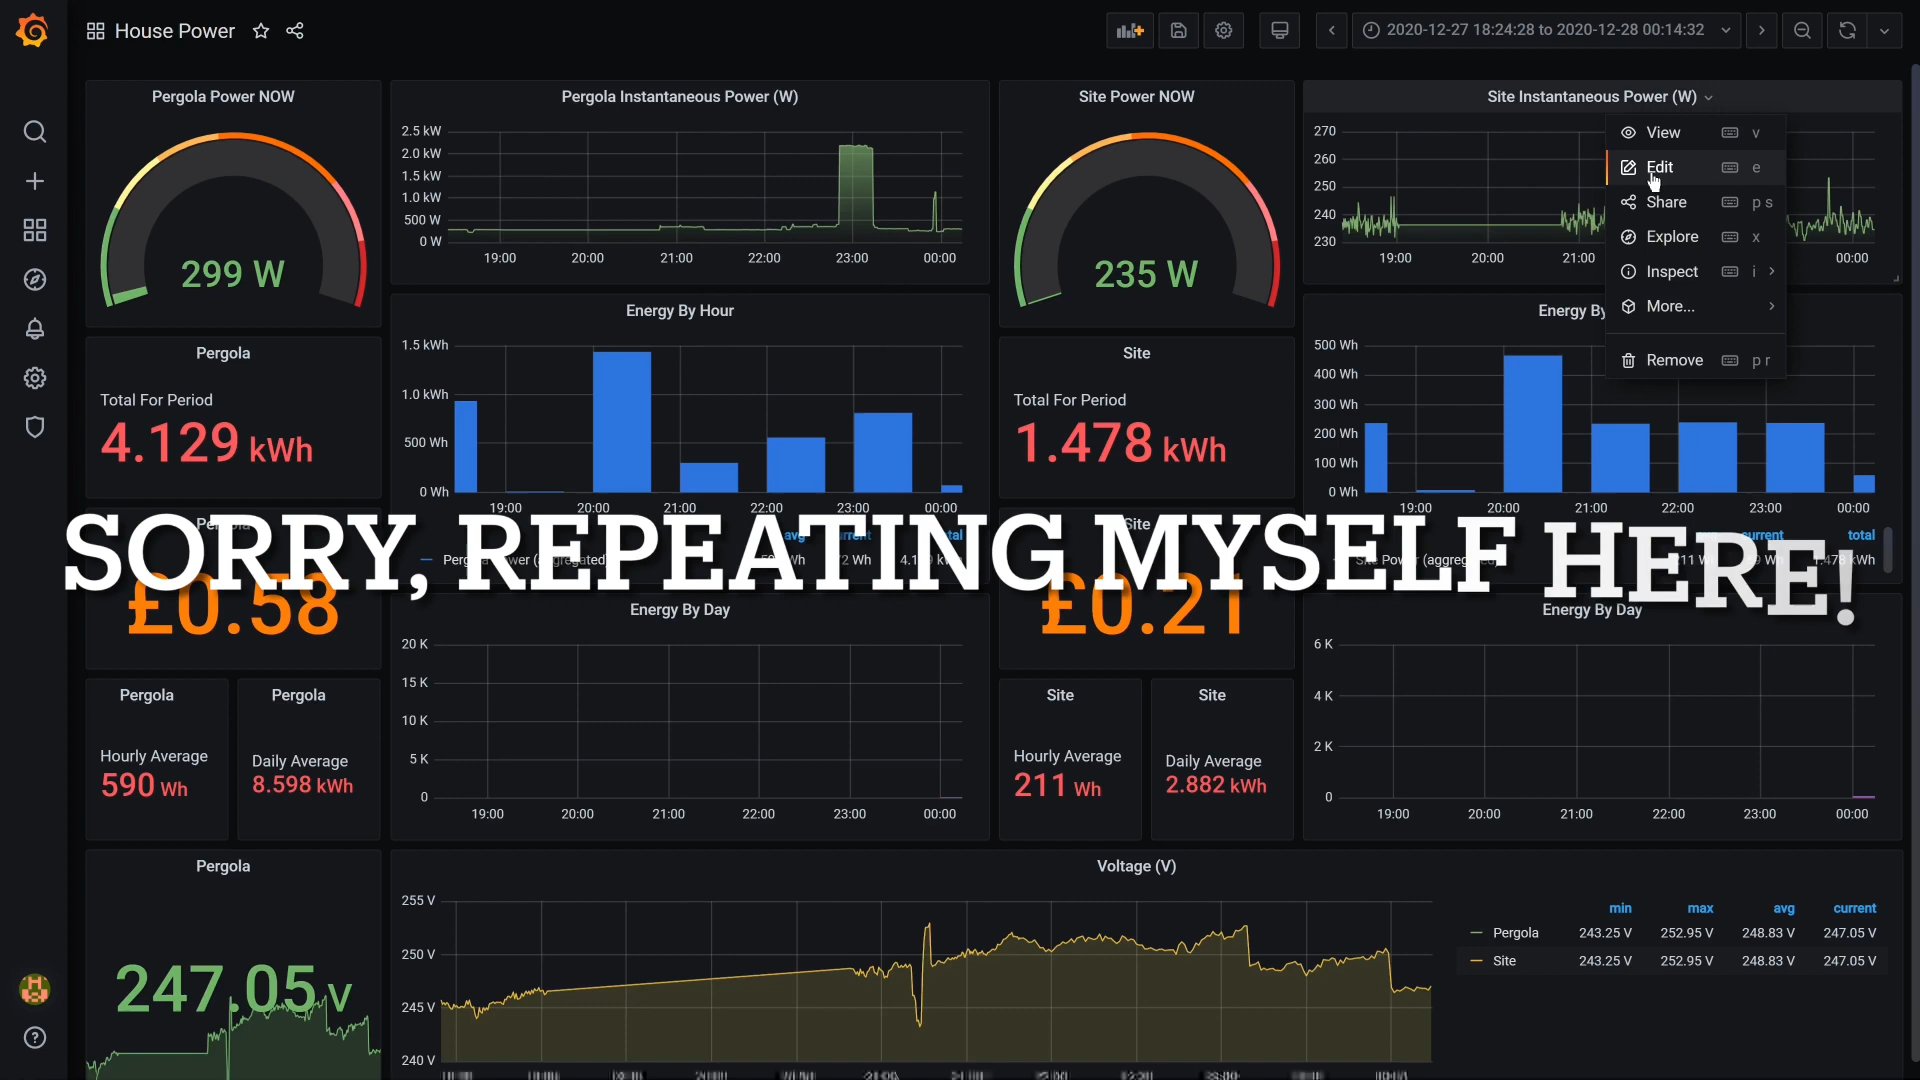 House Power
2020-12-27 18:24:28 to 2020-12-28 00:14:32
Pergola Power NOW
299 W
Pergola Instantaneous Power (W)
2.5 kW
2.0 kW
1.5 kW
1.0 kW
500 W
0 W
19:00 20:00 21:00 22:00 23:00 00:00
Site Power NOW
235 W
Site Instantaneous Power (W)
270
260
250
240
230
19:00 20:00 21:00 00:00
View v
Edit e
Share p s
Explore x
Inspect i
More...
Remove p r
Pergola
Total For Period
4.129 kWh
Energy By Hour
1.5 kWh
1.0 kWh
500 Wh
0 Wh
19:00 20:00 21:00 22:00 23:00 00:00
Site
Total For Period
1.478 kWh
Energy By
500 Wh
400 Wh
300 Wh
200 Wh
100 Wh
0 Wh
19:00 20:00 21:00 22:00 23:00 00:00
SORRY, REPEATING MYSELF HERE!
Pergola
£0.58
avg current total
Site
£0.21
current total
Energy By Day
20 K
15 K
10 K
5 K
0
19:00 20:00 21:00 22:00 23:00 00:00
Energy By Day
6 K
4 K
2 K
0
19:00 20:00 21:00 22:00 23:00 00:00
Pergola
Hourly Average
590 Wh
Pergola
Daily Average
8.598 kWh
Site
Hourly Average
211 Wh
Site
Daily Average
2.882 kWh
Pergola
247.05 V
Voltage (V)
255 V
250 V
245 V
240 V
min max avg current
Pergola 243.25 V 252.95 V 248.83 V 247.05 V
Site 243.25 V 252.95 V 248.83 V 247.05 V